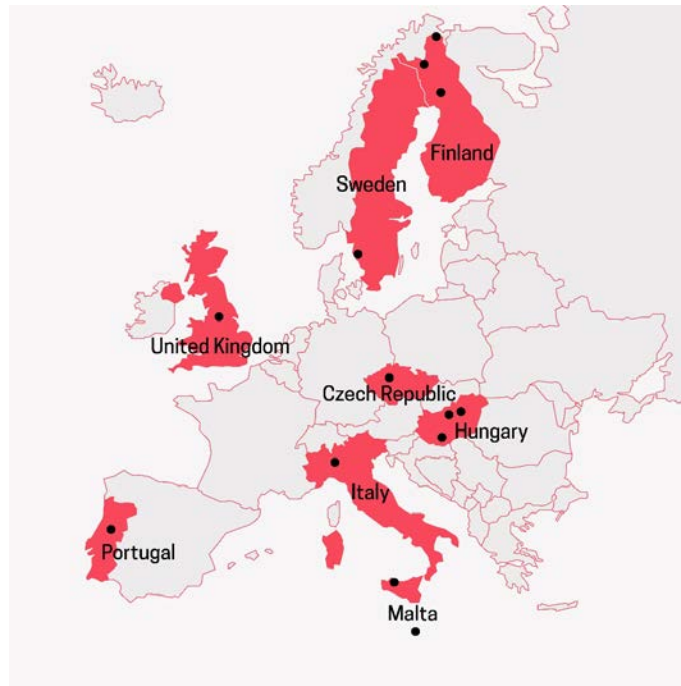 Finland
Sweden
United Kingdom
Czech Republic
Hungary
Italy
Portugal
Malta